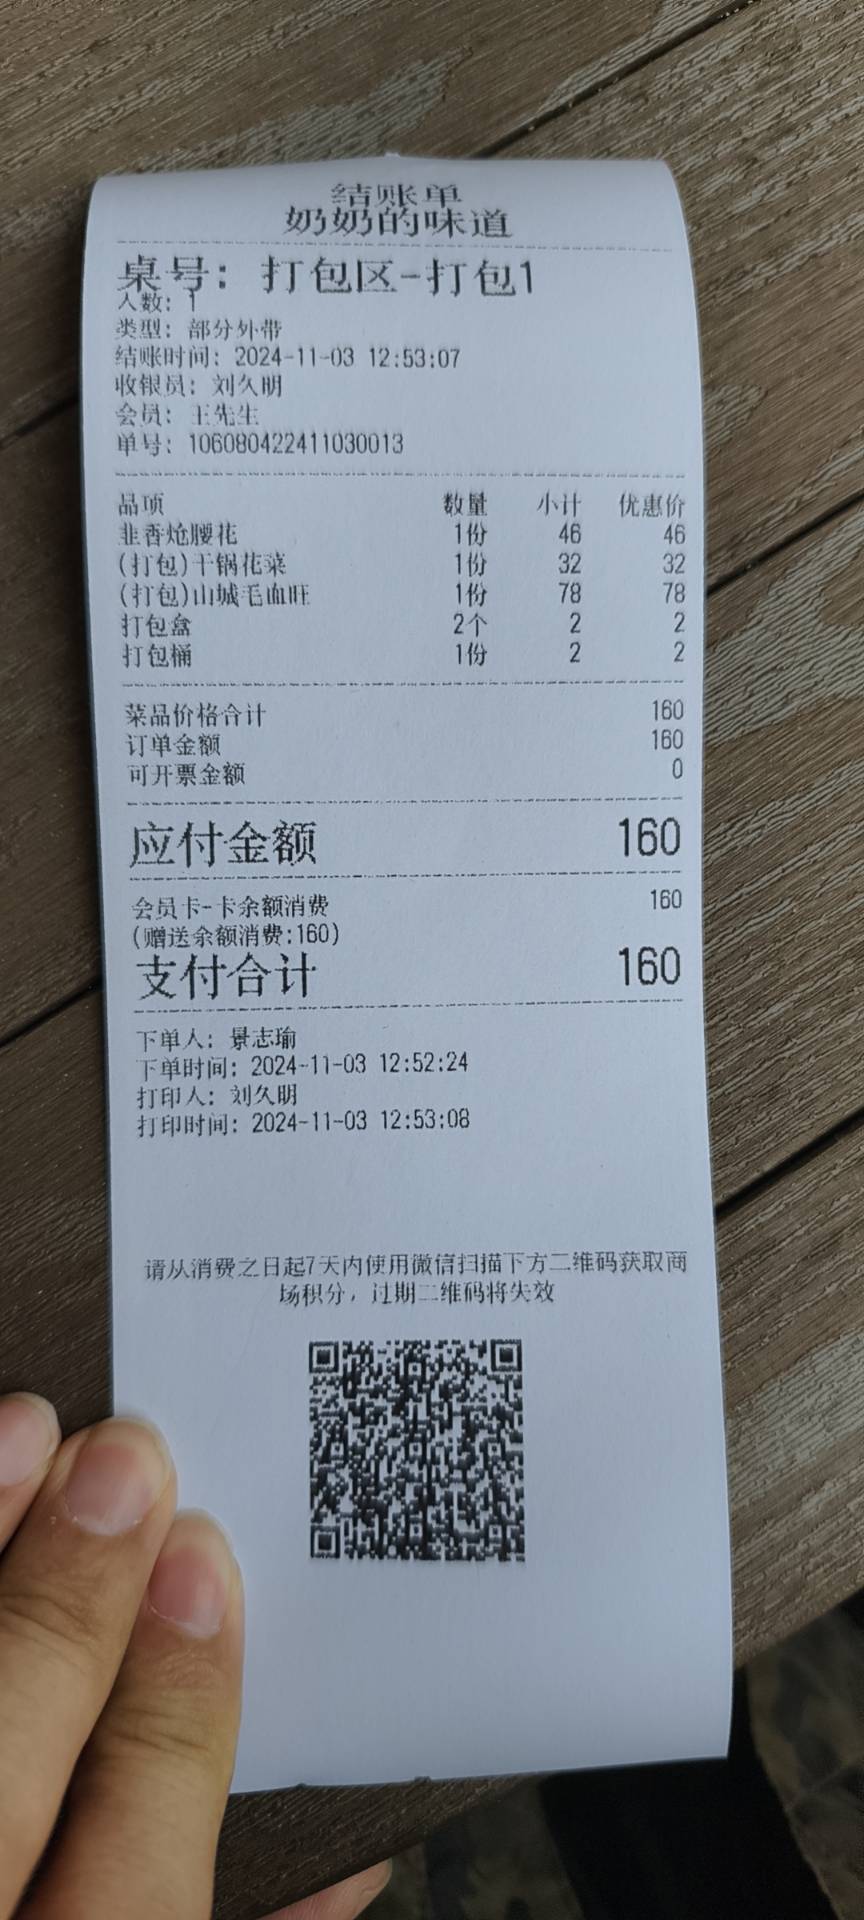 结账单
奶奶的味道
桌号：打包区-打包1
人数：1
类型：部分外带
结账时间：2024-11-03 12:53:07
收银员：刘久明
会员：王先生
单号：106080422411030013
品项 数量 小计 优惠价
韭香炝腰花 1份 46 46
(打包)干锅花菜 1份 32 32
(打包)山城毛血旺 1份 78 78
打包盒 2个 2 2
打包桶 1份 2 2
菜品价格合计 160
订单金额 160
可开票金额 0
应付金额 160
会员卡-卡余额消费 160
(赠送余额消费:160)
支付合计 160
下单人：景志瑜
下单时间：2024-11-03 12:52:24
打印人：刘久明
打印时间：2024-11-03 12:53:08
请从消费之日起7天内使用微信扫描下方二维码获取商
场积分，过期二维码将失效